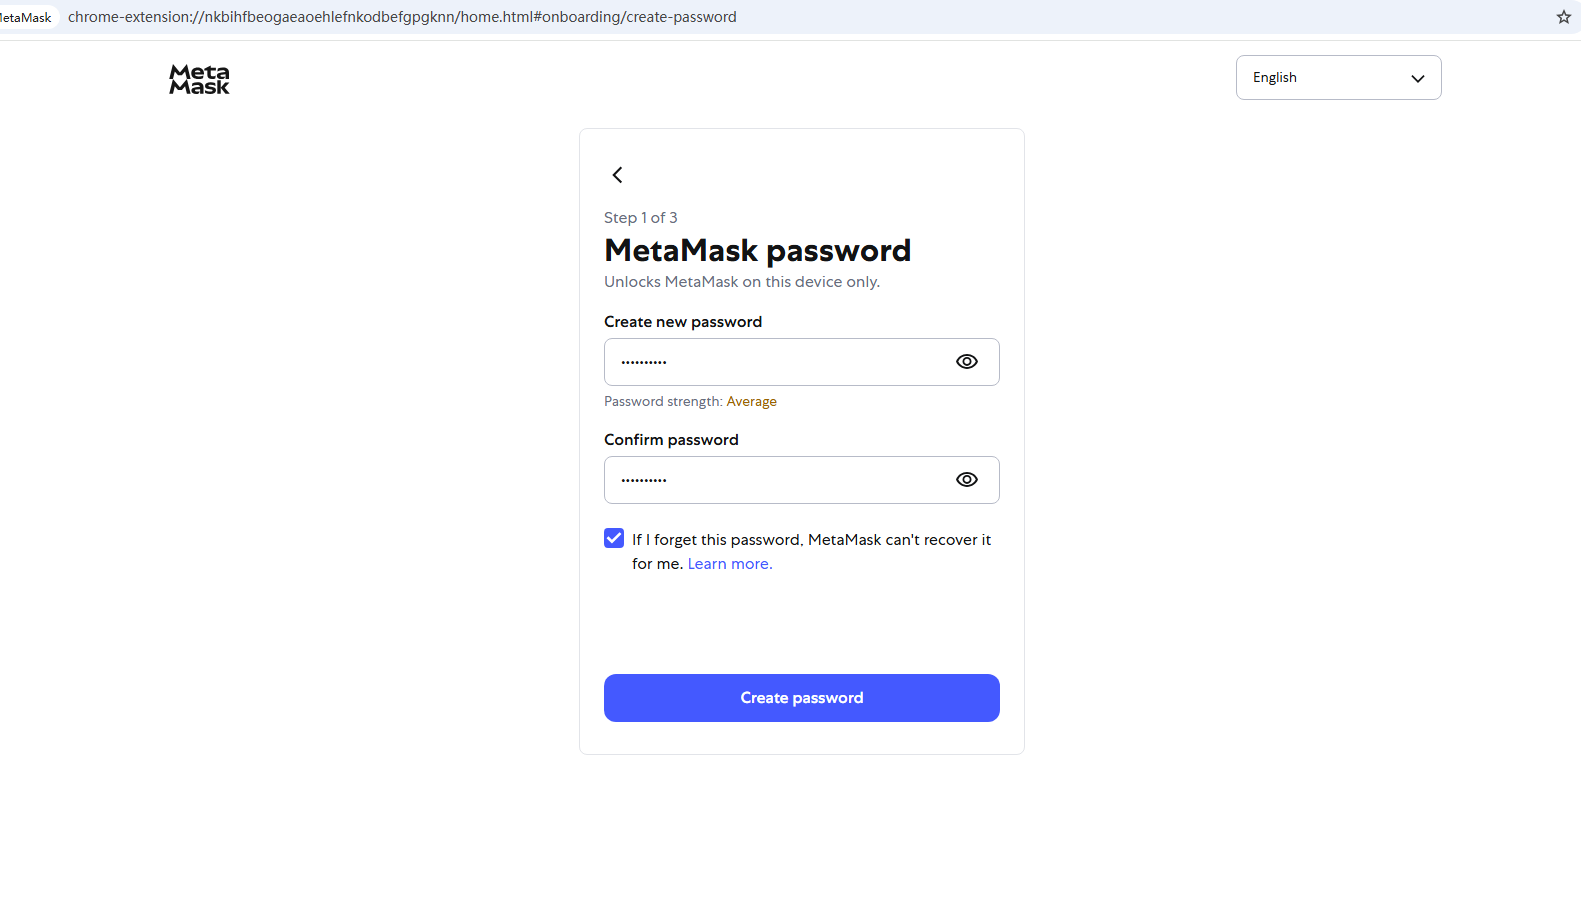 MetaMask
chrome-extension://nkbihfbeogaeaoehlefnkodbefgpgknn/home.html#onboarding/create-password
Meta
Mask
English
Step 1 of 3
MetaMask password
Unlocks MetaMask on this device only.
Create new password
••••••••••
Password strength: Average
Confirm password
••••••••••
If I forget this password, MetaMask can't recover it
for me. Learn more.
Create password